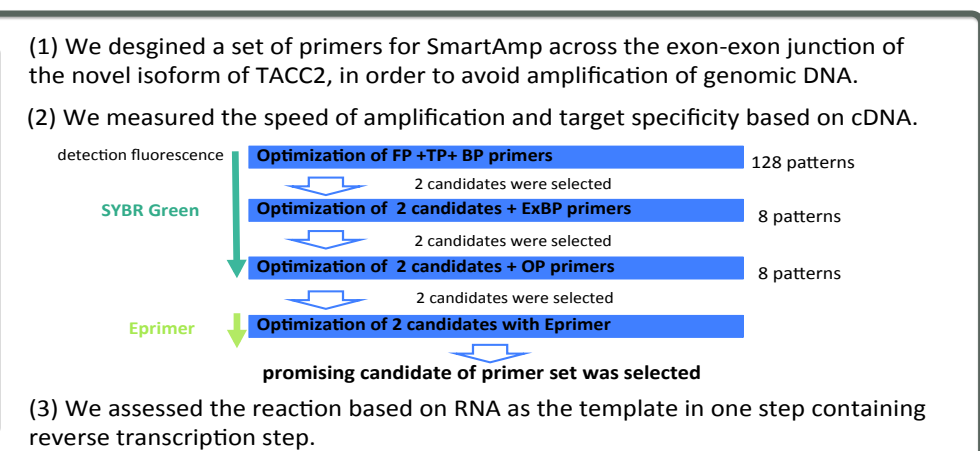 (1) We desgined a set of primers for SmartAmp across the exon-exon junction of
the novel isoform of TACC2, in order to avoid amplification of genomic DNA.
(2) We measured the speed of amplification and target specificity based on cDNA.
detection fluorescence
Optimization of FP +TP+ BP primers
128 patterns
2 candidates were selected
SYBR Green
Optimization of 2 candidates + ExBP primers
8 patterns
2 candidates were selected
Optimization of 2 candidates + OP primers
8 patterns
2 candidates were selected
Eprimer
Optimization of 2 candidates with Eprimer
promising candidate of primer set was selected
(3) We assessed the reaction based on RNA as the template in one step containing
reverse transcription step.